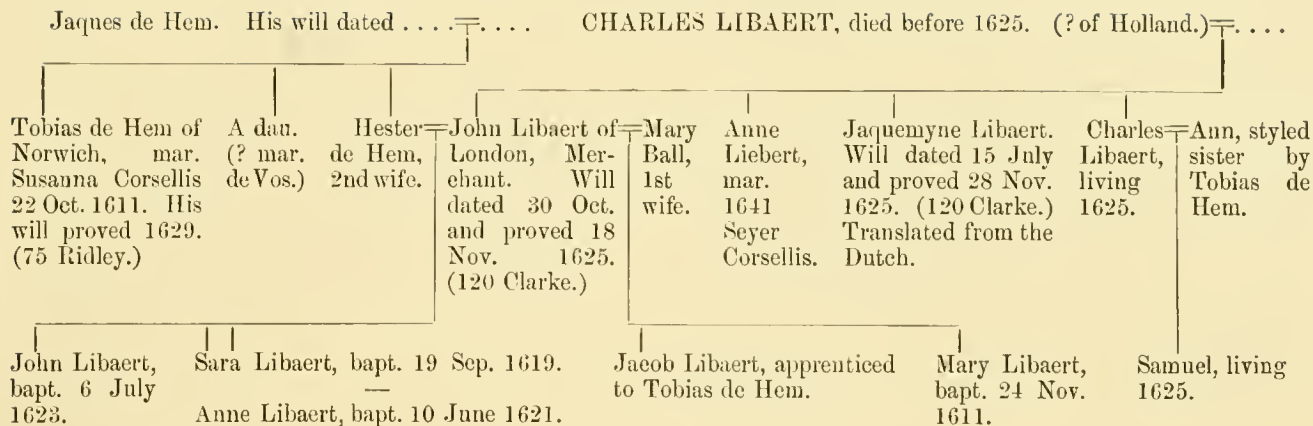 Jaques de Hem. His will dated . . . . ╤ . . . .
CHARLES LIBAERT, died before 1625. (? of Holland.)╤. . . .
Tobias de Hem of
Norwich, mar.
Susanna Corsellis
22 Oct. 1611. His
will proved 1629.
(75 Ridley.)
A dau.
(? mar.
de Vos.)
Hester=
de Hem,
2nd wife.
John Libaert of=
London, Mer-
chant. Will
dated 30 Oct.
and proved 18
Nov. 1625.
(120 Clarke.)
Mary
Ball,
1st
wife.
Anne
Liebert,
mar.
1641
Seyer
Corsellis.
Jaquemyne Libaert.
Will dated 15 July
and proved 28 Nov.
1625. (120 Clarke.)
Translated from the
Dutch.
Charles=
Libaert,
living
1625.
Ann, styled
sister by
Tobias de
Hem.
John Libaert,
bapt. 6 July
1623.
Sara Libaert, bapt. 19 Sep. 1619.
—
Anne Libaert, bapt. 10 June 1621.
Jacob Libaert, apprenticed
to Tobias de Hem.
Mary Libaert,
bapt. 24 Nov.
1611.
Samuel, living
1625.